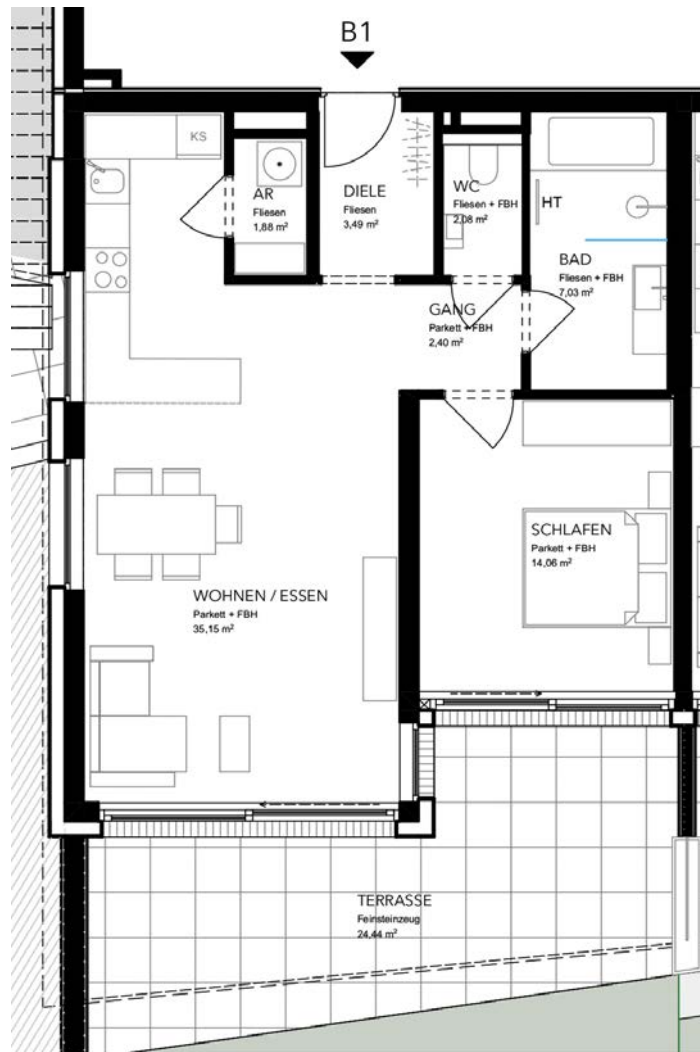 B1
KS
AR
Fliesen
1,88 m²
DIELE
Fliesen
3,49 m²
WC
Fliesen + FBH
2,08 m²
HT
BAD
Fliesen + FBH
7,03 m²
GANG
Parkett + FBH
2,40 m²
SCHLAFEN
Parkett + FBH
14,06 m²
WOHNEN / ESSEN
Parkett + FBH
35,15 m²
TERRASSE
Feinsteinzeug
24,44 m²